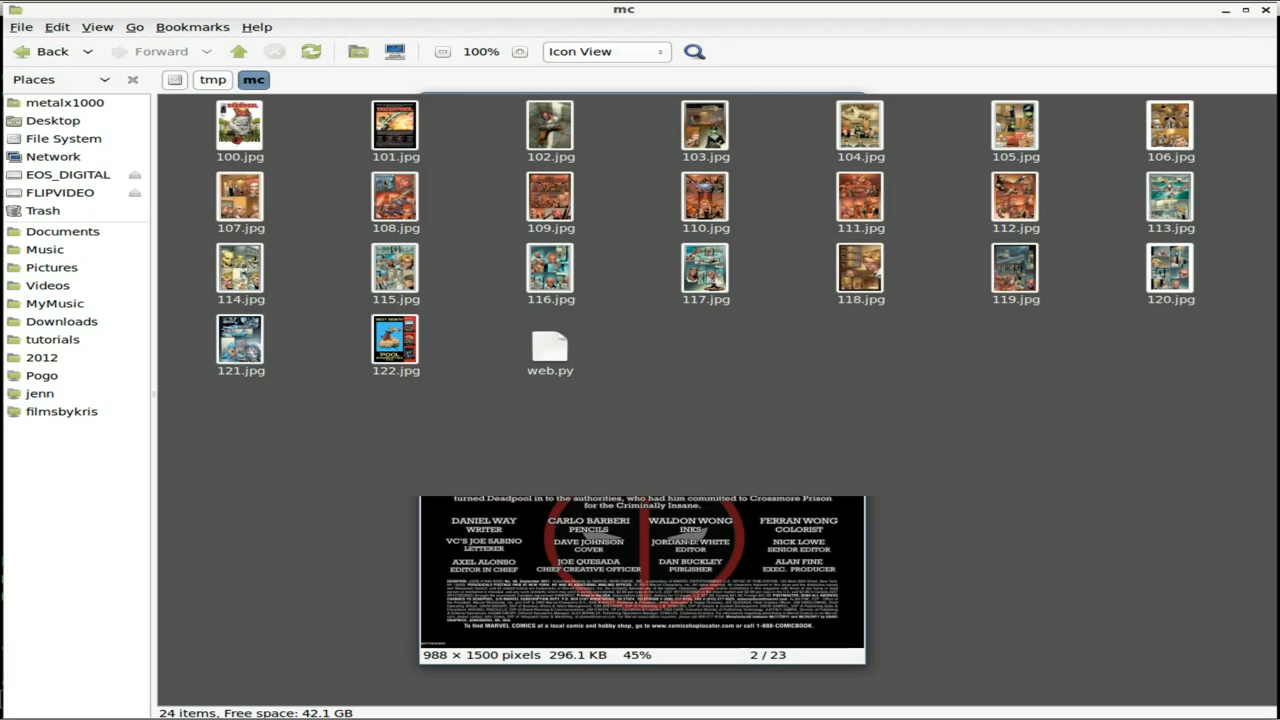 mc
File Edit View Go Bookmarks Help
Back Forward 100% Icon View
Places tmp mc
metalx1000
Desktop
File System
Network
EOS_DIGITAL
FLIPVIDEO
Trash
Documents
Music
Pictures
Videos
MyMusic
Downloads
tutorials
2012
Pogo
jenn
filmsbykris
100.jpg 101.jpg 102.jpg 103.jpg 104.jpg 105.jpg 106.jpg
107.jpg 108.jpg 109.jpg 110.jpg 111.jpg 112.jpg 113.jpg
114.jpg 115.jpg 116.jpg 117.jpg 118.jpg 119.jpg 120.jpg
121.jpg 122.jpg web.py
turned Deadpool in to the authorities, who had him committed to Crossmore Prison
for the Criminally Insane.
DANIEL WAY CARLO BARBERI WALDON WONG FERRAN WONG
WRITER PENCILS INKS COLORIST
VC'S JOE SABINO DAVE JOHNSON JORDAN D. WHITE NICK LOWE
LETTERER COVER EDITOR SENIOR EDITOR
AXEL ALONSO JOE QUESADA DAN BUCKLEY ALAN FINE
EDITOR IN CHIEF CHIEF CREATIVE OFFICER PUBLISHER EXEC. PRODUCER
To find MARVEL COMICS at a local comic and hobby shop, go to www.comicshoplocator.com or call 1-888-COMICBOOK.
988 × 1500 pixels 296.1 KB 45% 2 / 23
24 items, Free space: 42.1 GB